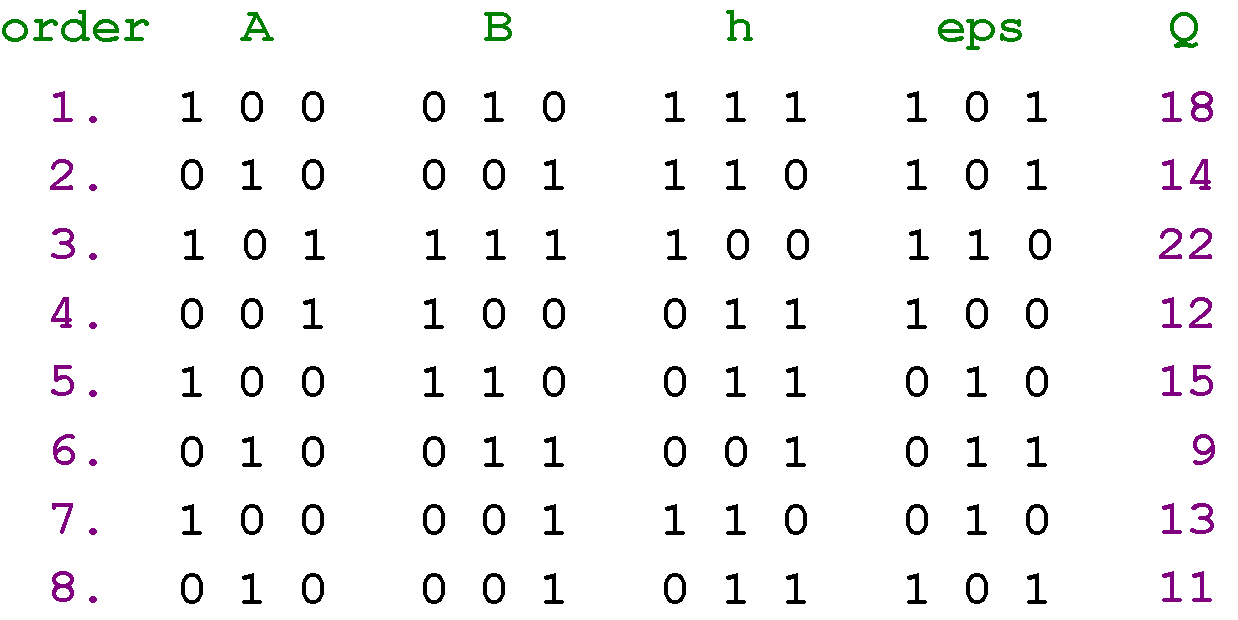 order A B h eps Q
1. 1 0 0 0 1 0 1 1 1 1 0 1 18
2. 0 1 0 0 0 1 1 1 0 1 0 1 14
3. 1 0 1 1 1 1 1 0 0 1 1 0 22
4. 0 0 1 1 0 0 0 1 1 1 0 0 12
5. 1 0 0 1 1 0 0 1 1 0 1 0 15
6. 0 1 0 0 1 1 0 0 1 0 1 1 9
7. 1 0 0 0 0 1 1 1 0 0 1 0 13
8. 0 1 0 0 0 1 0 1 1 1 0 1 11